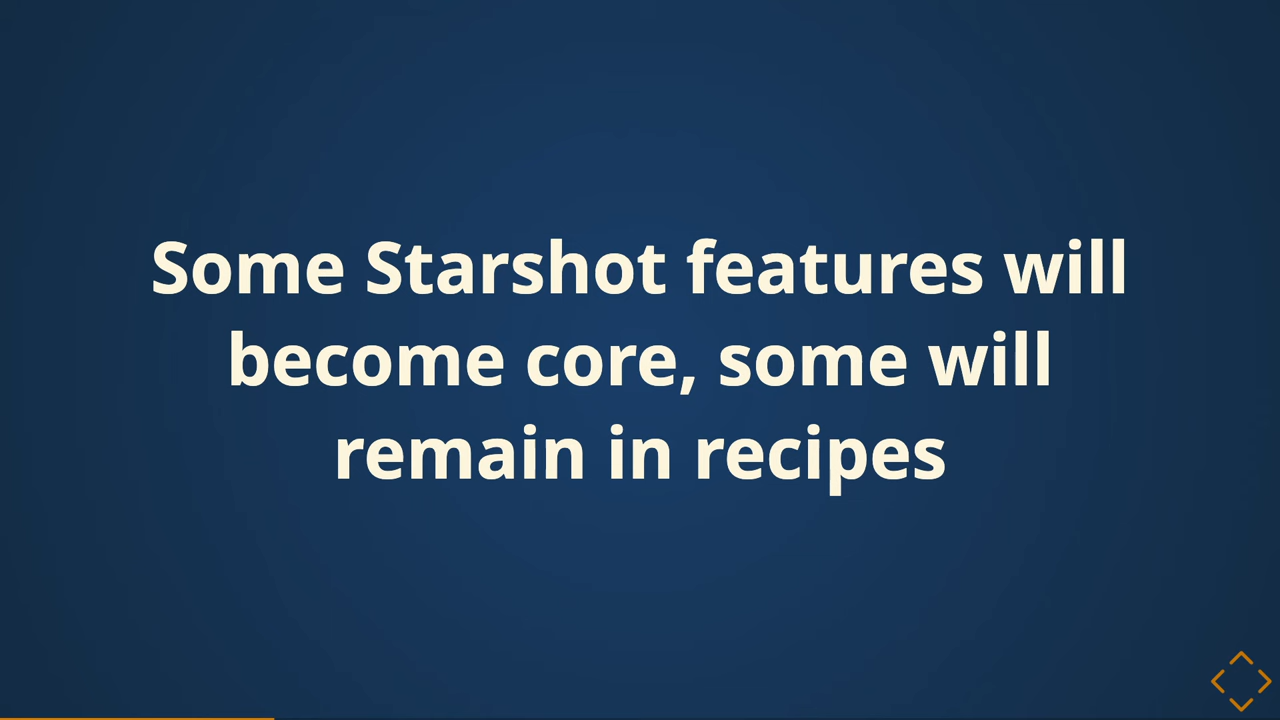 Some Starshot features will
become core, some will
remain in recipes